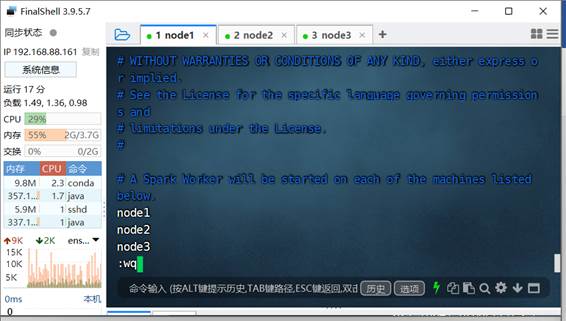 FinalShell 3.9.5.7
同步状态
IP 192.168.88.161 复制
系统信息
运行 17 分
负载 1.49, 1.36, 0.98
CPU 29%
内存 55% 2G/3.7G
交换 0% 0/2G
内存 CPU 命令
9.8M 2.3 conda
357.1... 1.7 java
5.9M 1 sshd
337.1... 1 java
9K 2K ens...
15K
10K
5K
0ms 本机
0
1 node1 2 node2 3 node3 +
# WITHOUT WARRANTIES OR CONDITIONS OF ANY KIND, either express o
r implied.
# See the License for the specific language governing permission
s and
# limitations under the License.
#
# A Spark Worker will be started on each of the machines listed
below.
node1
node2
node3
:wq
命令输入 (按ALT键提示历史,TAB键路径,ESC键返回,双击 历史 选项